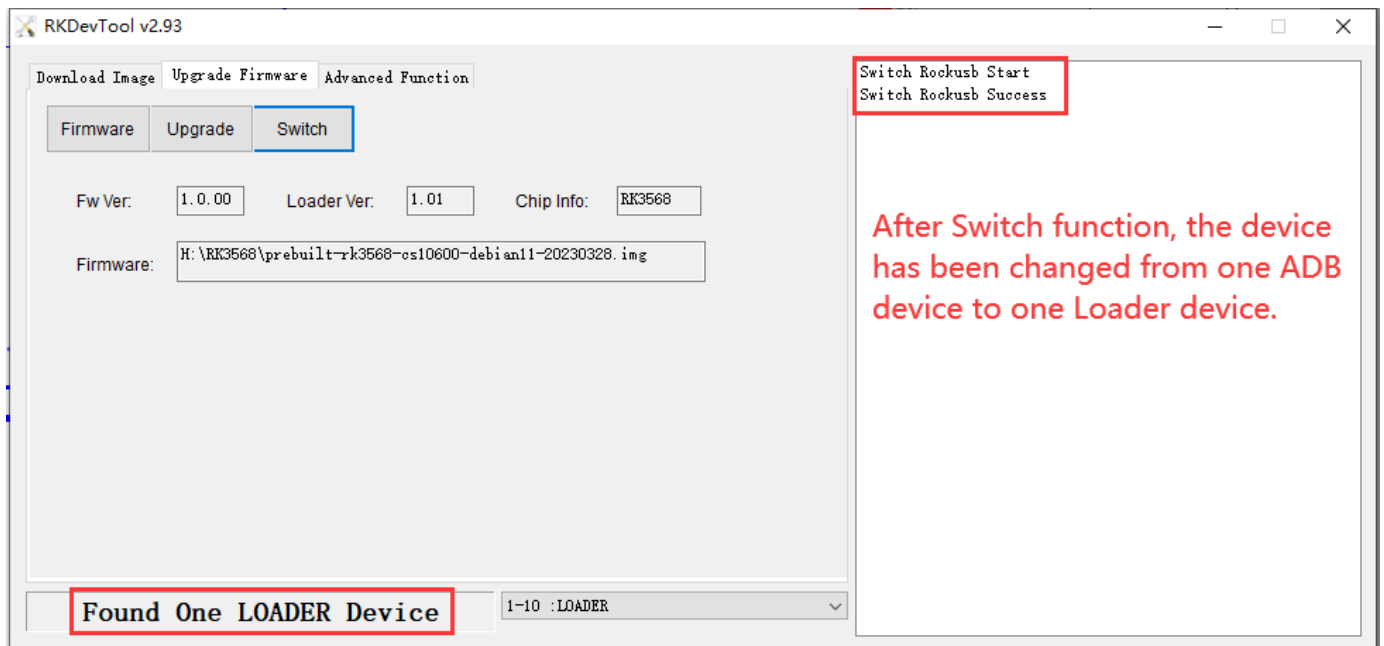 RKDevTool v2.93
Download Image Upgrade Firmware Advanced Function
Firmware Upgrade Switch
Fw Ver: 1.0.00 Loader Ver: 1.01 Chip Info: RK3568
Firmware: H:\RK3568\prebuilt-rk3568-cs10600-debian11-20230328.img
Found One LOADER Device 1-10 :LOADER
Switch Rockusb Start
Switch Rockusb Success
After Switch function, the device
has been changed from one ADB
device to one Loader device.